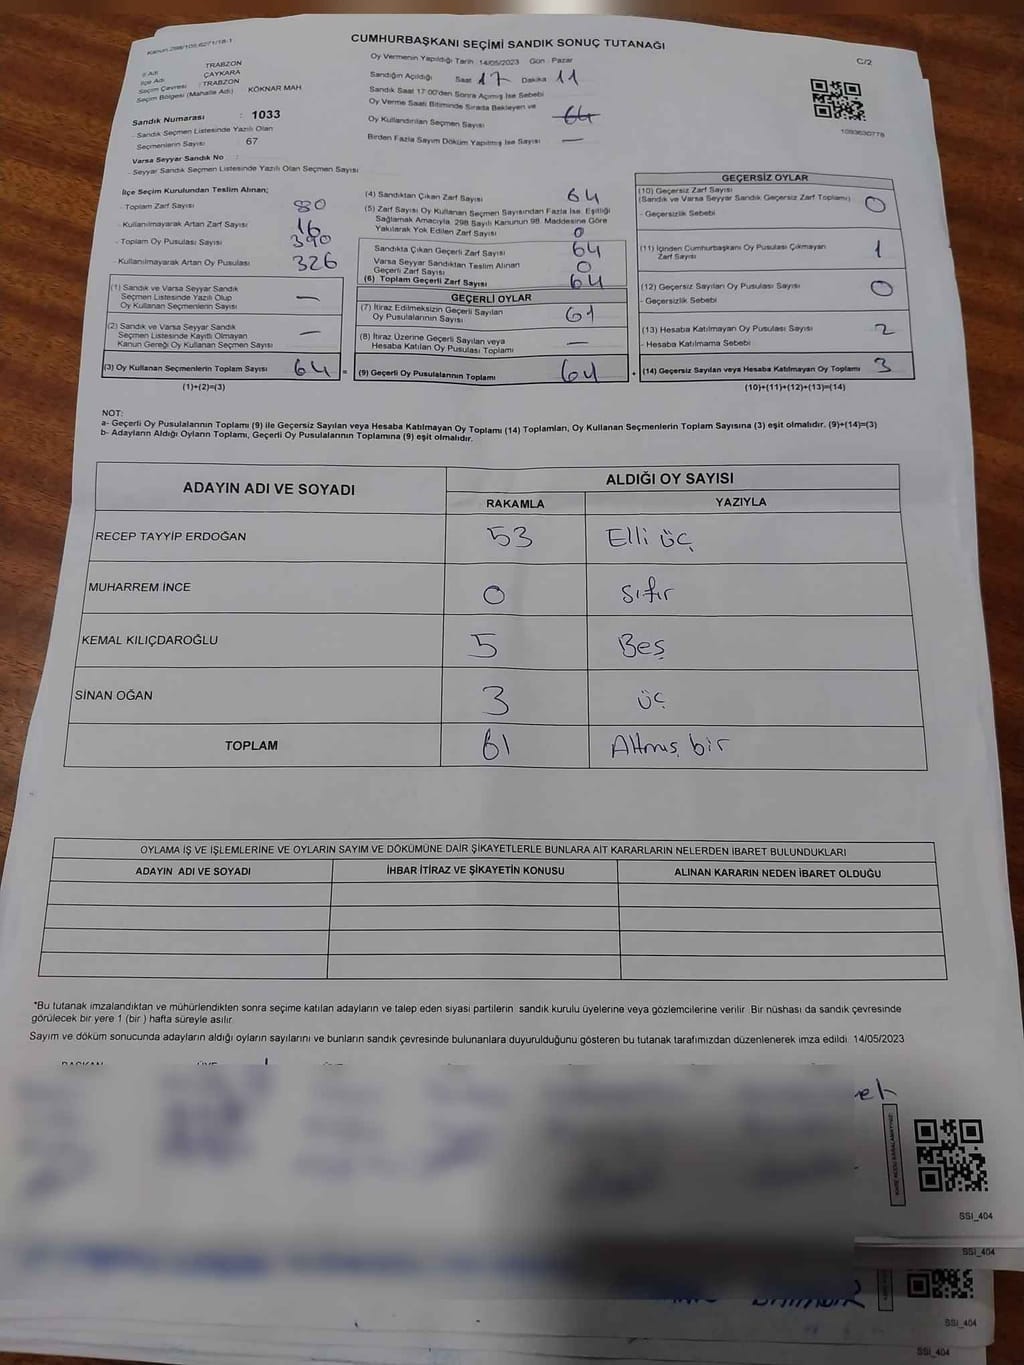 Kanun:298/105,6271/18-1
CUMHURBAŞKANI SEÇİMİ SANDIK SONUÇ TUTANAĞI
C/2
İl Adı : TRABZON
İlçe Adı : ÇAYKARA
Seçim Çevresi : TRABZON
Seçim Bölgesi (Mahalle Adı) : KÖKNAR MAH.
Sandık Numarası : 1033
- Sandık Seçmen Listesinde Yazılı Olan
Seçmenlerin Sayısı : 67
Varsa Seyyar Sandık No :
- Seyyar Sandık Seçmen Listesinde Yazılı Olan Seçmen Sayısı :
Oy Vermenin Yapıldığı Tarih :14/05/2023 Gün : Pazar
Sandığın Açıldığı Saat 17 Dakika 11
Sandık Saat 17:00'den Sonra Açımış İse Sebebi
Oy Verme Saati Bitiminde Sırada Bekleyen ve
Oy Kullandırılan Seçmen Sayısı 64
Birden Fazla Sayım Döküm Yapılmış İse Sayısı —
1093630778
İlçe Seçim Kurulundan Teslim Alınan;
- Toplam Zarf Sayısı 80
- Kullanılmayarak Artan Zarf Sayısı 16
- Toplam Oy Pusulası Sayısı 390
- Kullanılmayarak Artan Oy Pusulası 326
(1) Sandık ve Varsa Seyyar Sandık
Seçmen Listesinde Yazılı Olup
Oy Kullanan Seçmenlerin Sayısı —
(2) Sandık ve Varsa Seyyar Sandık
Seçmen Listesinde Kayıtlı Olmayan
Kanun Gereği Oy Kullanan Seçmen Sayısı —
(3) Oy Kullanan Seçmenlerin Toplam Sayısı 64 =
(1)+(2)=(3)
(4) Sandıktan Çıkan Zarf Sayısı 64
(5) Zarf Sayısı Oy Kullanan Seçmen Sayısından Fazla İse, Eşitliği
Sağlamak Amacıyla, 298 Sayılı Kanunun 98. Maddesine Göre
Yakılarak Yok Edilen Zarf Sayısı 0
Sandıkta Çıkan Geçerli Zarf Sayısı 64
Varsa Seyyar Sandıktan Teslim Alınan
Geçerli Zarf Sayısı 0
(6) Toplam Geçerli Zarf Sayısı 64
GEÇERLİ OYLAR
(7) İtiraz Edilmeksizin Geçerli Sayılan
Oy Pusulalarının Sayısı 61
(8) İtiraz Üzerine Geçerli Sayılan veya
Hesaba Katılan Oy Pusulası Toplamı —
(9) Geçerli Oy Pusulalarının Toplamı 64 +
GEÇERSİZ OYLAR
(10) Geçersiz Zarf Sayısı
(Sandık ve Varsa Seyyar Sandık Geçersiz Zarf Toplamı) 0
- Geçersizlik Sebebi
(11) İçinden Cumhurbaşkanı Oy Pusulası Çıkmayan
Zarf Sayısı 1
(12) Geçersiz Sayılan Oy Pusulası Sayısı 0
- Geçersizlik Sebebi
(13) Hesaba Katılmayan Oy Pusulası Sayısı 2
- Hesaba Katılmama Sebebi
(14) Geçersiz Sayılan veya Hesaba Katılmayan Oy Toplamı 3
(10)+(11)+(12)+(13)=(14)
NOT:
a- Geçerli Oy Pusulalarının Toplamı (9) ile Geçersiz Sayılan veya Hesaba Katılmayan Oy Toplamı (14) Toplamları, Oy Kullanan Seçmenlerin Toplam Sayısına (3) eşit olmalıdır. (9)+(14)=(3)
b- Adayların Aldığı Oyların Toplamı, Geçerli Oy Pusulalarının Toplamına (9) eşit olmalıdır.
ADAYIN ADI VE SOYADI
ALDIĞI OY SAYISI
RAKAMLA YAZIYLA
RECEP TAYYİP ERDOĞAN 53 Elli üç
MUHARREM İNCE 0 Sıfır
KEMAL KILIÇDAROĞLU 5 Beş
SİNAN OĞAN 3 üç
TOPLAM 61 Altmış bir
OYLAMA İŞ VE İŞLEMLERİNE VE OYLARIN SAYIM VE DÖKÜMÜNE DAİR ŞİKAYETLERLE BUNLARA AİT KARARLARIN NELERDEN İBARET BULUNDUKLARI
ADAYIN ADI VE SOYADI İHBAR İTİRAZ VE ŞİKAYETİN KONUSU ALINAN KARARIN NEDEN İBARET OLDUĞU
*Bu tutanak imzalandıktan ve mühürlendikten sonra seçime katılan adayların ve talep eden siyasi partilerin sandık kurulu üyelerine veya gözlemcilerine verilir. Bir nüshası da sandık çevresinde
görülecek bir yere 1 (bir ) hafta süreyle asılır.
Sayım ve döküm sonucunda adayların aldığı oyların sayılarını ve bunların sandık çevresinde bulunanlara duyurulduğunu gösteren bu tutanak tarafımızdan düzenlenerek imza edildi. 14/05/2023
SSI_404
SSI_404
SSI_404
SSI_404